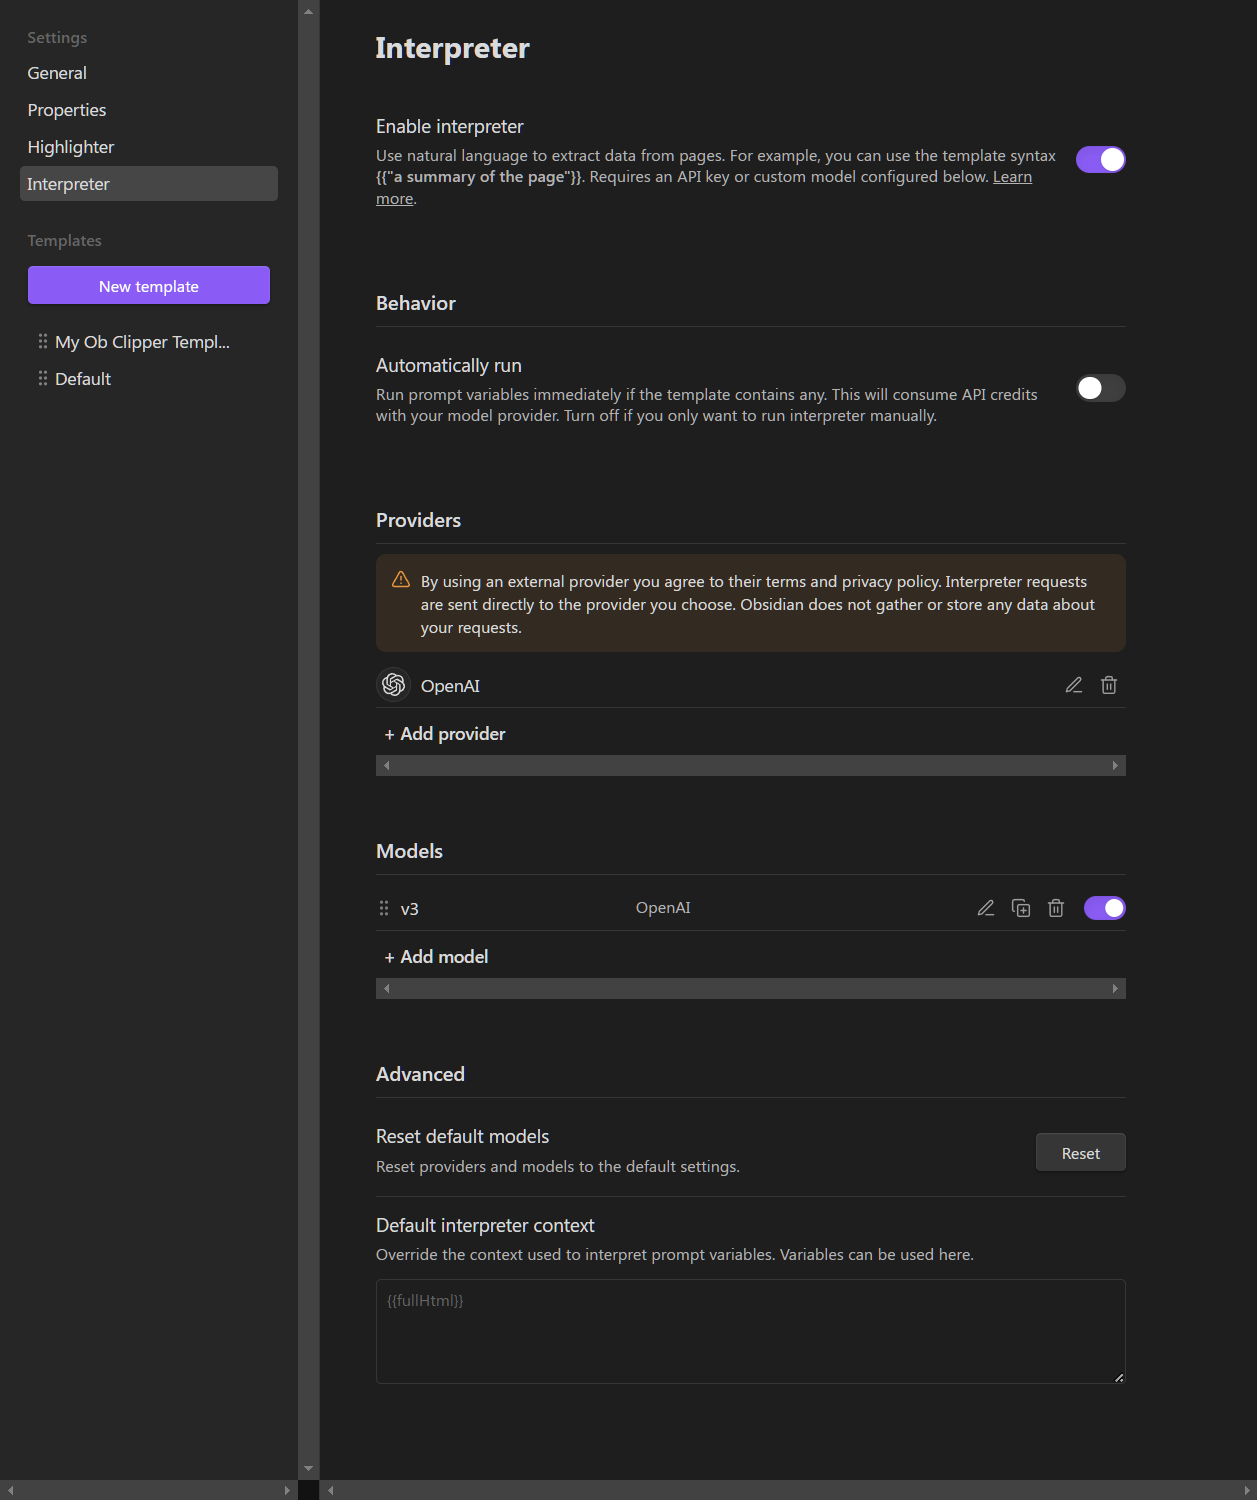 Settings
General
Properties
Highlighter
Interpreter
Templates
New template
My Ob Clipper Templ...
Default
Interpreter
Enable interpreter
Use natural language to extract data from pages. For example, you can use the template syntax
{{"a summary of the page"}}. Requires an API key or custom model configured below. Learn
more.
Behavior
Automatically run
Run prompt variables immediately if the template contains any. This will consume API credits
with your model provider. Turn off if you only want to run interpreter manually.
Providers
By using an external provider you agree to their terms and privacy policy. Interpreter requests
are sent directly to the provider you choose. Obsidian does not gather or store any data about
your requests.
OpenAI
+ Add provider
Models
v3 OpenAI
+ Add model
Advanced
Reset default models
Reset providers and models to the default settings.
Reset
Default interpreter context
Override the context used to interpret prompt variables. Variables can be used here.
{{fullHtml}}